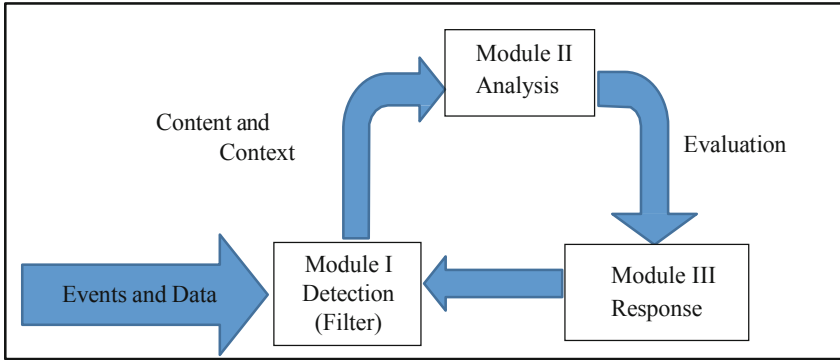 Module II
Analysis
Content and
Context
Evaluation
Events and Data
Module I
Detection
(Filter)
Module III
Response